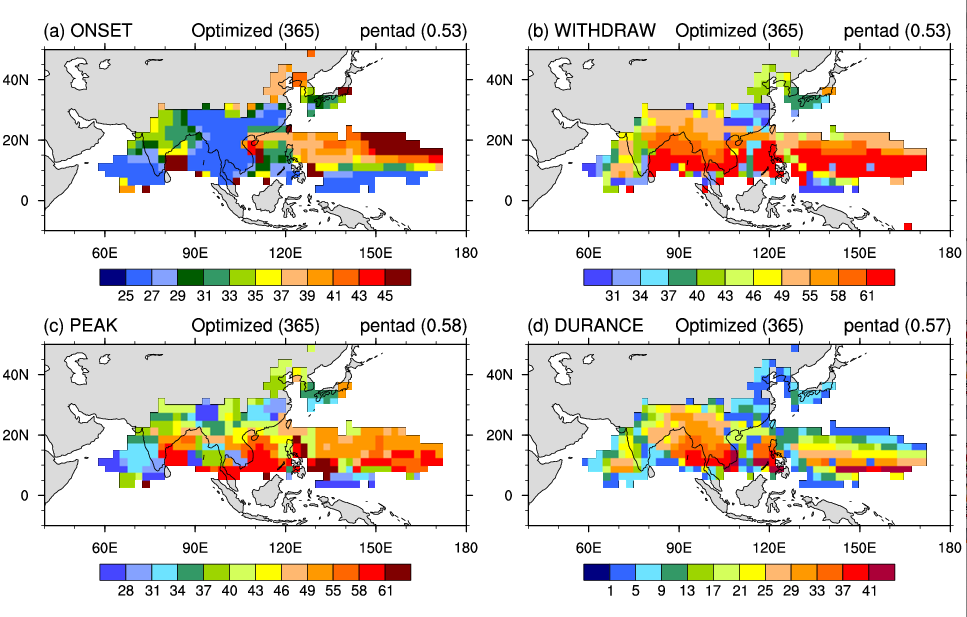 (a) ONSET Optimized (365) pentad (0.53)
(b) WITHDRAW Optimized (365) pentad (0.53)
40N
20N
0
60E 90E 120E 150E 180
25 27 29 31 33 35 37 39 41 43 45
40N
20N
0
60E 90E 120E 150E 180
31 34 37 40 43 46 49 55 58 61
(c) PEAK Optimized (365) pentad (0.58)
(d) DURANCE Optimized (365) pentad (0.57)
40N
20N
0
60E 90E 120E 150E 180
28 31 34 37 40 43 46 49 55 58 61
40N
20N
0
60E 90E 120E 150E 180
1 5 9 13 17 21 25 29 33 37 41